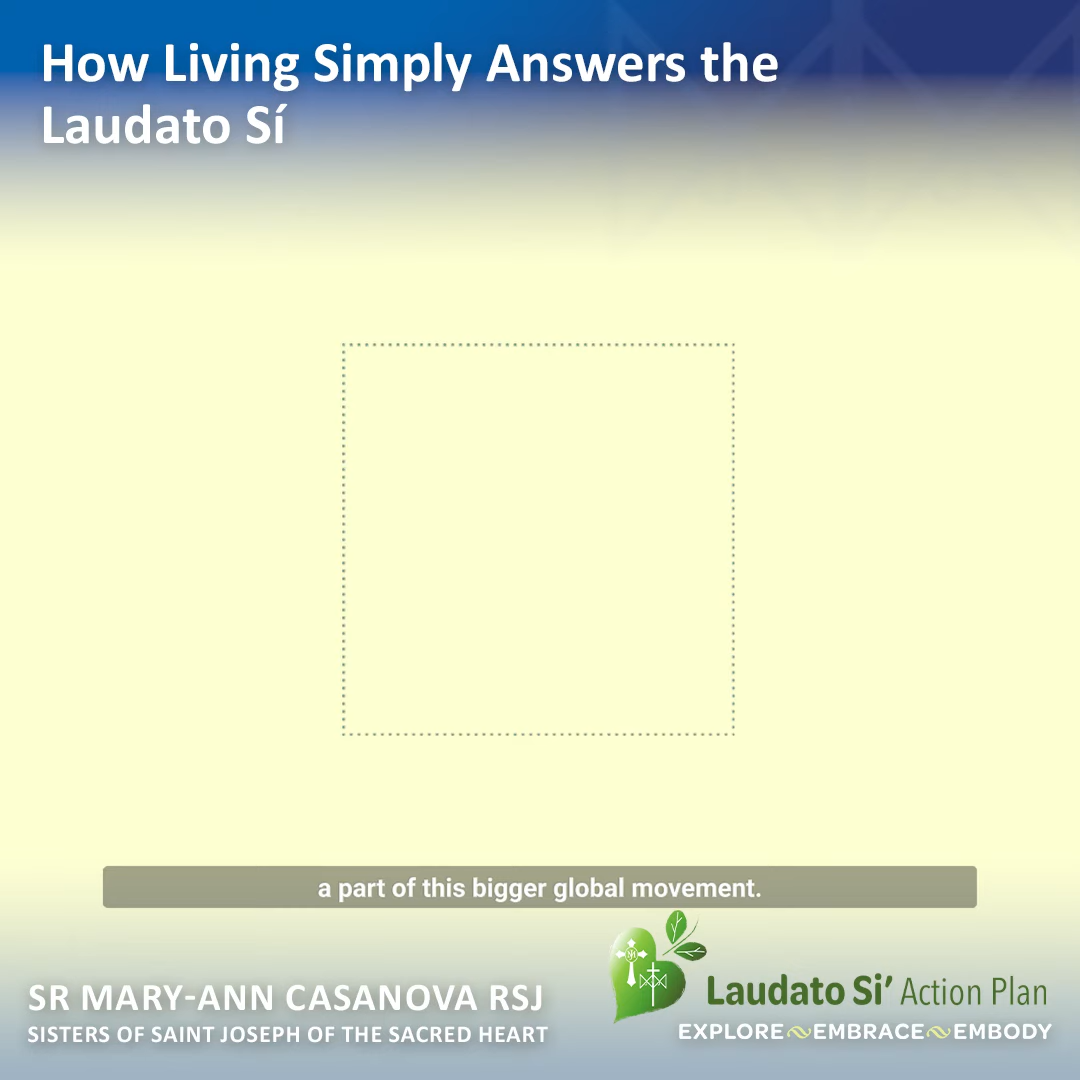 How Living Simply Answers the
Laudato Sí
a part of this bigger global movement.
SR MARY-ANN CASANOVA RSJ
SISTERS OF SAINT JOSEPH OF THE SACRED HEART
Laudato Si’ Action Plan
EXPLORE~EMBRACE~EMBODY